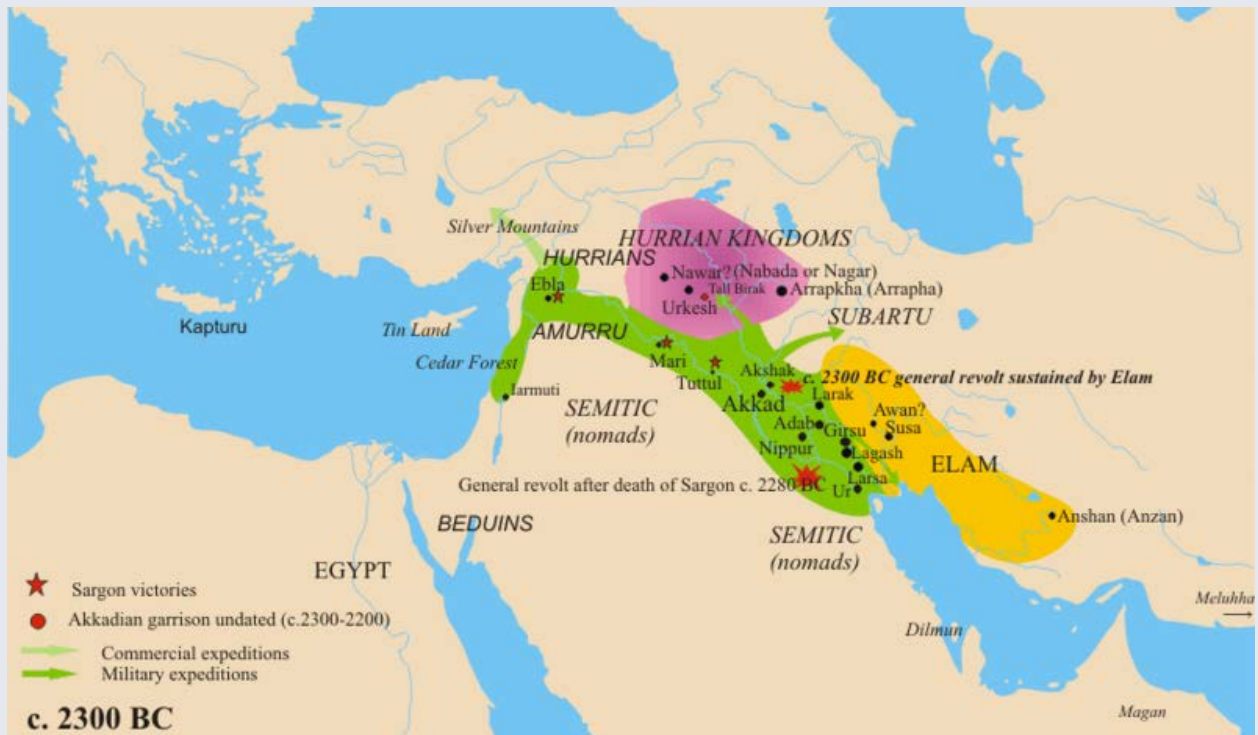 Silver Mountains
HURRIAN KINGDOMS
HURRIANS
Nawar? (Nabada or Nagar)
Ebla
Tall Birak
Arrapkha (Arrapha)
Urkesh
Kapturu
Tin Land
AMURRU
SUBARTU
Cedar Forest
Mari
Tuttul
Akshak
c. 2300 BC general revolt sustained by Elam
Iarmuti
Akkad
Larak
SEMITIC
(nomads)
Awan?
Adab
Girsu
Susa
Nippur
Lagash
ELAM
Larsa
General revolt after death of Sargon c. 2280 BC
Ur
Anshan (Anzan)
BEDUINS
SEMITIC
(nomads)
EGYPT
Sargon victories
Meluhha
Akkadian garrison undated (c.2300-2200)
Dilmun
Commercial expeditions
Military expeditions
Magan
c. 2300 BC